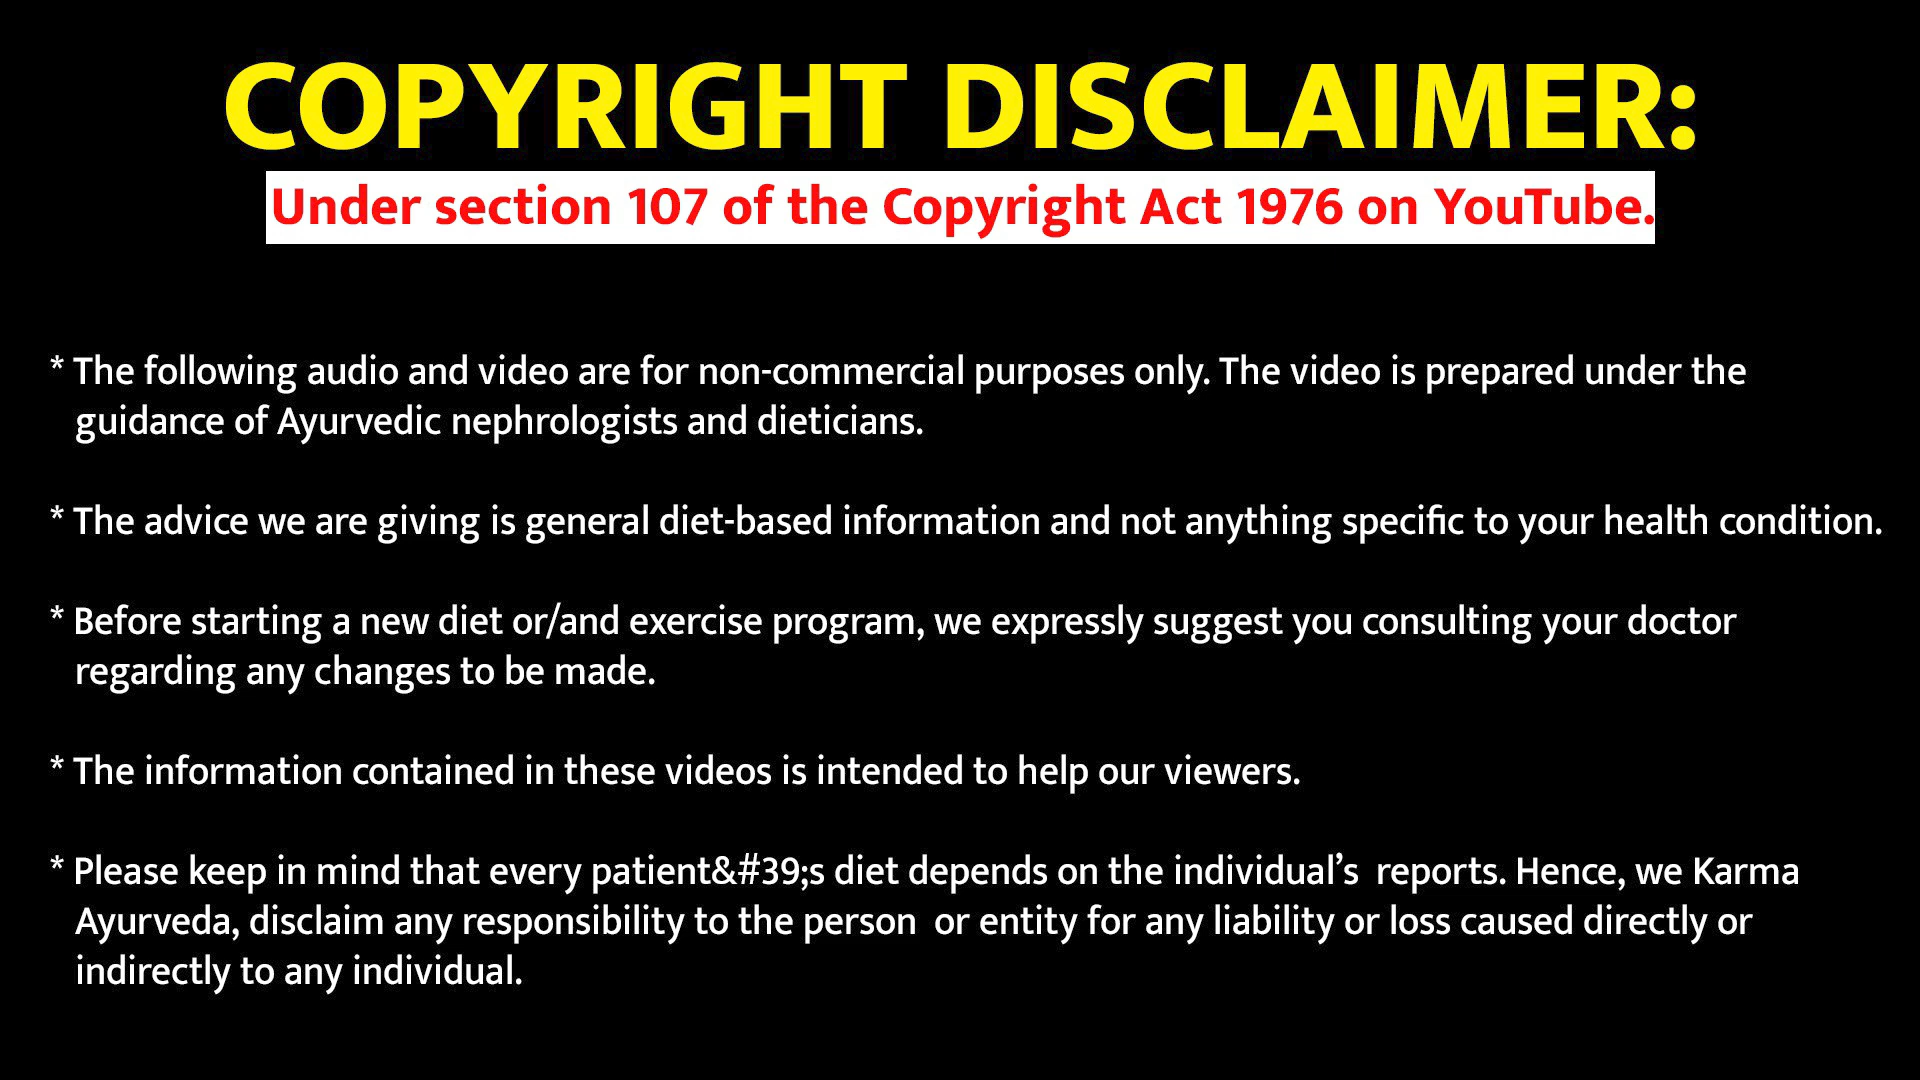 COPYRIGHT DISCLAIMER:
Under section 107 of the Copyright Act 1976 on YouTube.
* The following audio and video are for non-commercial purposes only. The video is prepared under the
guidance of Ayurvedic nephrologists and dieticians.
* The advice we are giving is general diet-based information and not anything specific to your health condition.
* Before starting a new diet or/and exercise program, we expressly suggest you consulting your doctor
regarding any changes to be made.
* The information contained in these videos is intended to help our viewers.
* Please keep in mind that every patient&#39;s diet depends on the individual’s  reports. Hence, we Karma
Ayurveda, disclaim any responsibility to the person  or entity for any liability or loss caused directly or
indirectly to any individual.